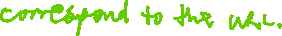 correspond to the URL.